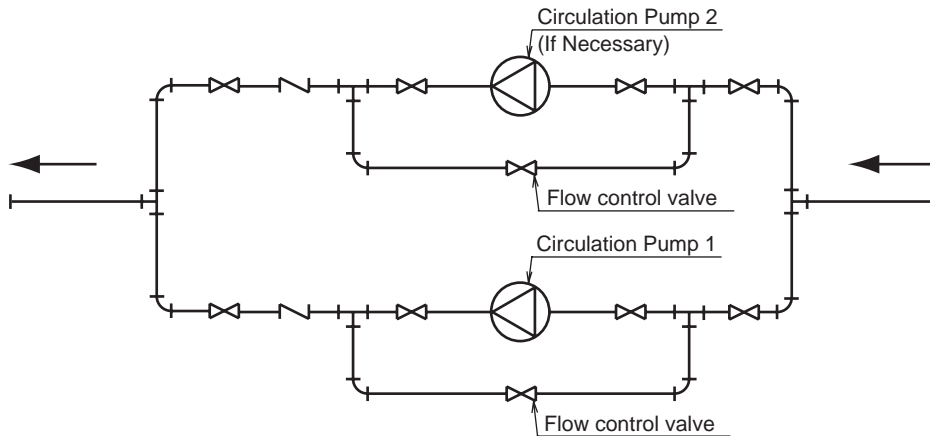 Circulation Pump 2
(If Necessary)
Flow control valve
Circulation Pump 1
Flow control valve